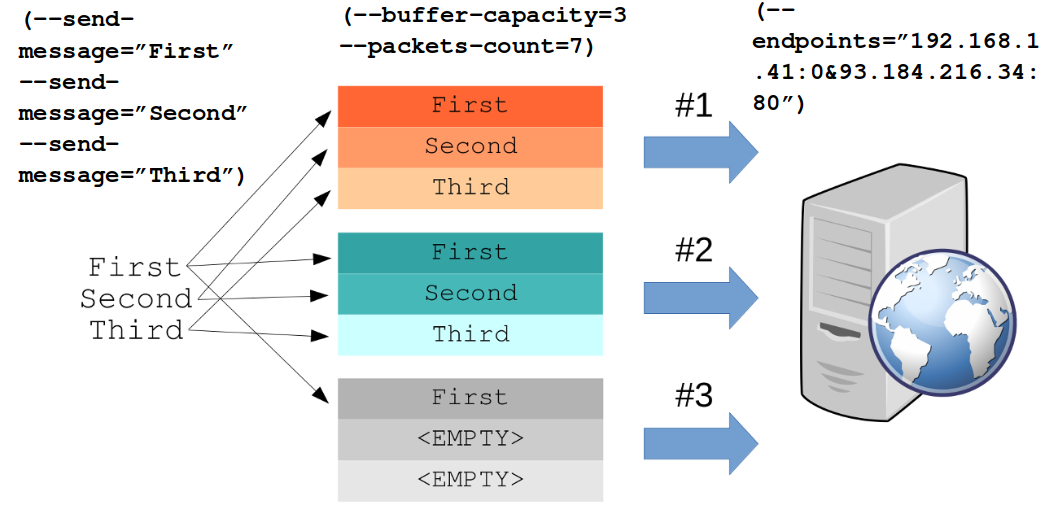 (--send-
message=”First”
--send-
message=”Second”
--send-
message=”Third”)
(--buffer-capacity=3
--packets-count=7)
(--
endpoints=”192.168.1
.41:0&93.184.216.34:
80”)
First
Second
Third
First
Second
Third
#1
First
Second
Third
#2
First
<EMPTY>
<EMPTY>
#3